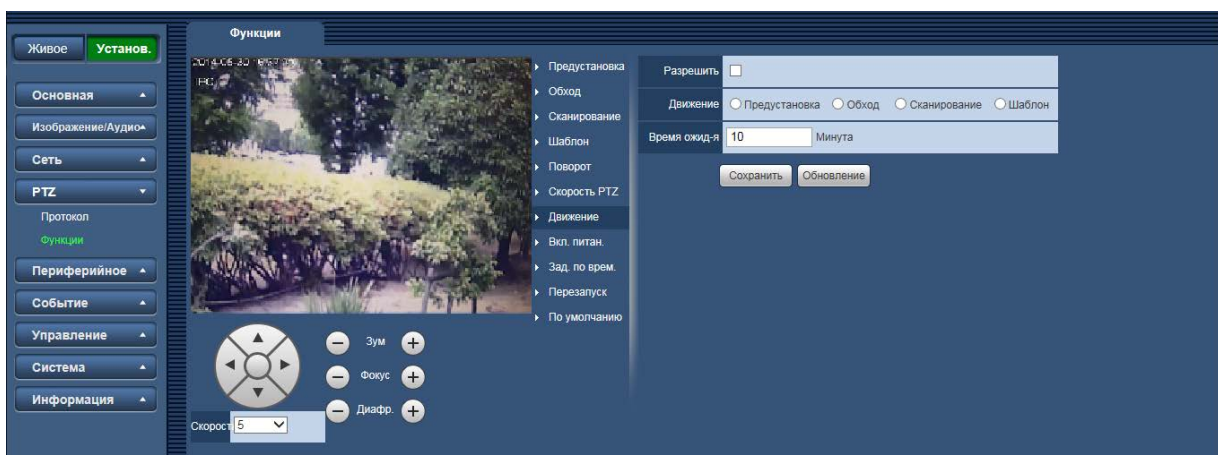 Живое
Установ.
Основная
Изображение/Аудио
Сеть
PTZ
Протокол
Функции
Периферийное
Событие
Управление
Система
Информация
Функции
IPC
Зум
Фокус
Диафр.
Скорост 5
Предустановка
Обход
Сканирование
Шаблон
Поворот
Скорость PTZ
Движение
Вкл. питан.
Зад. по врем.
Перезапуск
По умолчанию
Разрешить
Движение Предустановка Обход Сканирование Шаблон
Время ожид-я 10 Минута
Сохранить Обновление